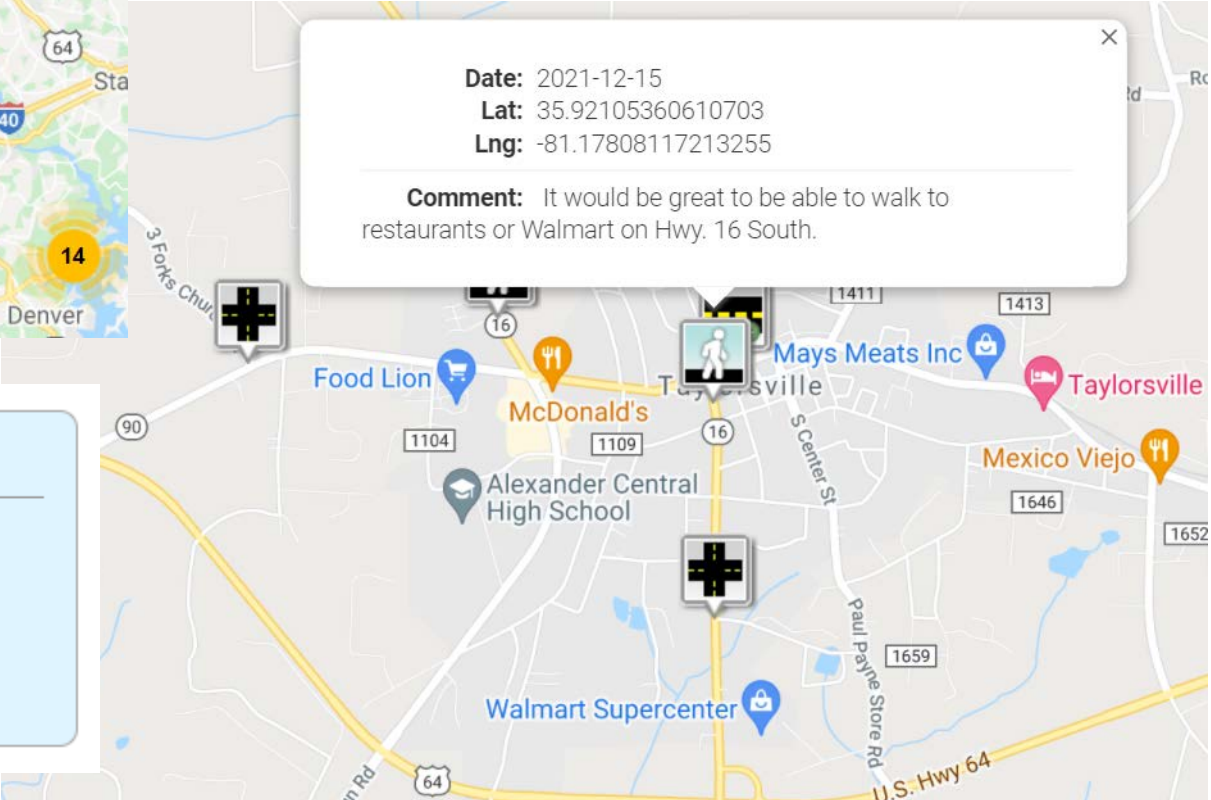 64
Sta
40
14
Denver
Date: 2021-12-15
Lat: 35.92105360610703
Lng: -81.17808117213255
Comment: It would be great to be able to walk to
restaurants or Walmart on Hwy. 16 South.
Rd
3 Forks Chur
16
1411
1413
Food Lion
McDonald's
Mays Meats Inc
Taylorsville
90
1104
1109
16
S Center St
Mexico Viejo
Alexander Central
High School
1646
1652
Paul Payne Store Rd
1659
Walmart Supercenter
64
U.S. Hwy 64